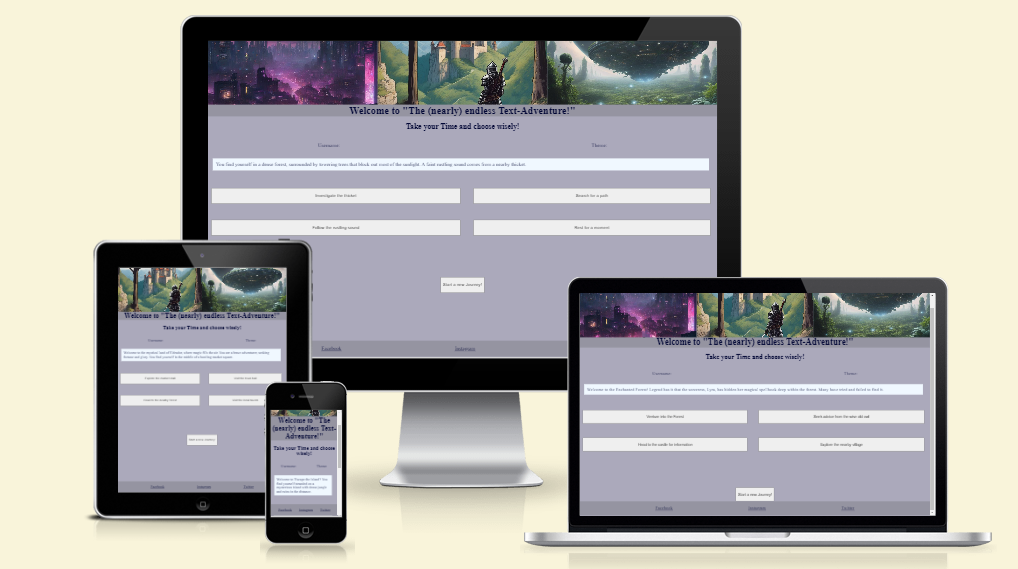 Welcome to "The (nearly) endless Text-Adventure!"
Take your Time and choose wisely!
Username: Theme:
You find yourself in a dense forest, surrounded by towering trees that block out most of the sunlight. A faint rustling sound comes from a nearby thicket.
Investigate the thicket Search for a path
Follow the rustling sound Rest for a moment
Start a new Journey!
Facebook Instagram
Welcome to "The (nearly) endless Text-Adventure!"
Take your Time and choose wisely!
Username: Theme:
Start a new Journey!
Facebook Instagram Twitter
Welcome to "The
(nearly) endless Text-
Adventure!"
Take your Time and choose
wisely!
Username: Theme:
Facebook Instagram Twitter
Welcome to "The (nearly) endless Text-Adventure!"
Take your Time and choose wisely!
Username: Theme:
Welcome to the Enchanted Forest! Legend has it that the sorceress, Lyra, has hidden her magical spell book deep within the forest. Many have tried and failed to find it.
Venture into the Forest Seek advice from the wise old owl
Head to the castle for information Explore the nearby village
Start a new Journey!
Facebook Instagram Twitter